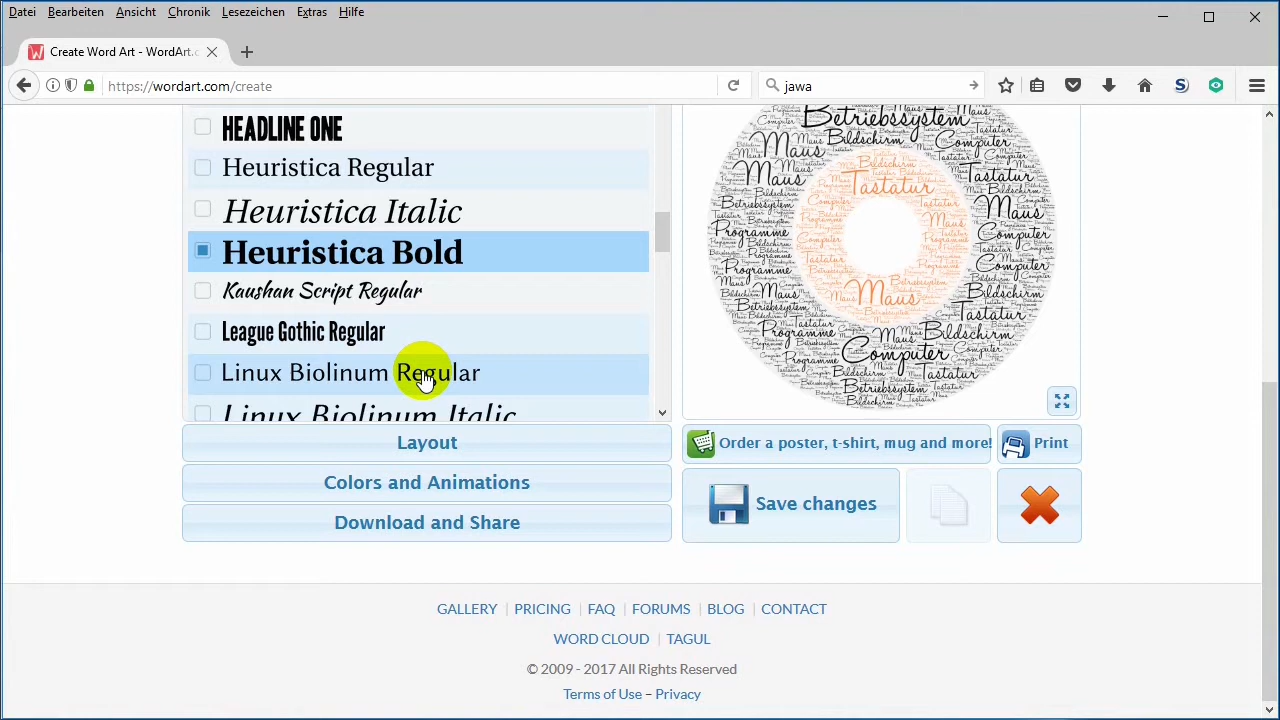 Datei Bearbeiten Ansicht Chronik Lesezeichen Extras Hilfe
Create Word Art - WordArt.c
https://wordart.com/create
jawa
HEADLINE ONE
Heuristica Regular
Heuristica Italic
Heuristica Bold
Kaushan Script Regular
League Gothic Regular
Linux Biolinum Regular
Linux Biolinum Italic
Layout
Colors and Animations
Download and Share
Betriebssystem
Bildschirm
Tastatur
Maus
Computer
Programme
Order a poster, t-shirt, mug and more!
Print
Save changes
GALLERY | PRICING | FAQ | FORUMS | BLOG | CONTACT
WORD CLOUD | TAGUL
© 2009 - 2017 All Rights Reserved
Terms of Use – Privacy